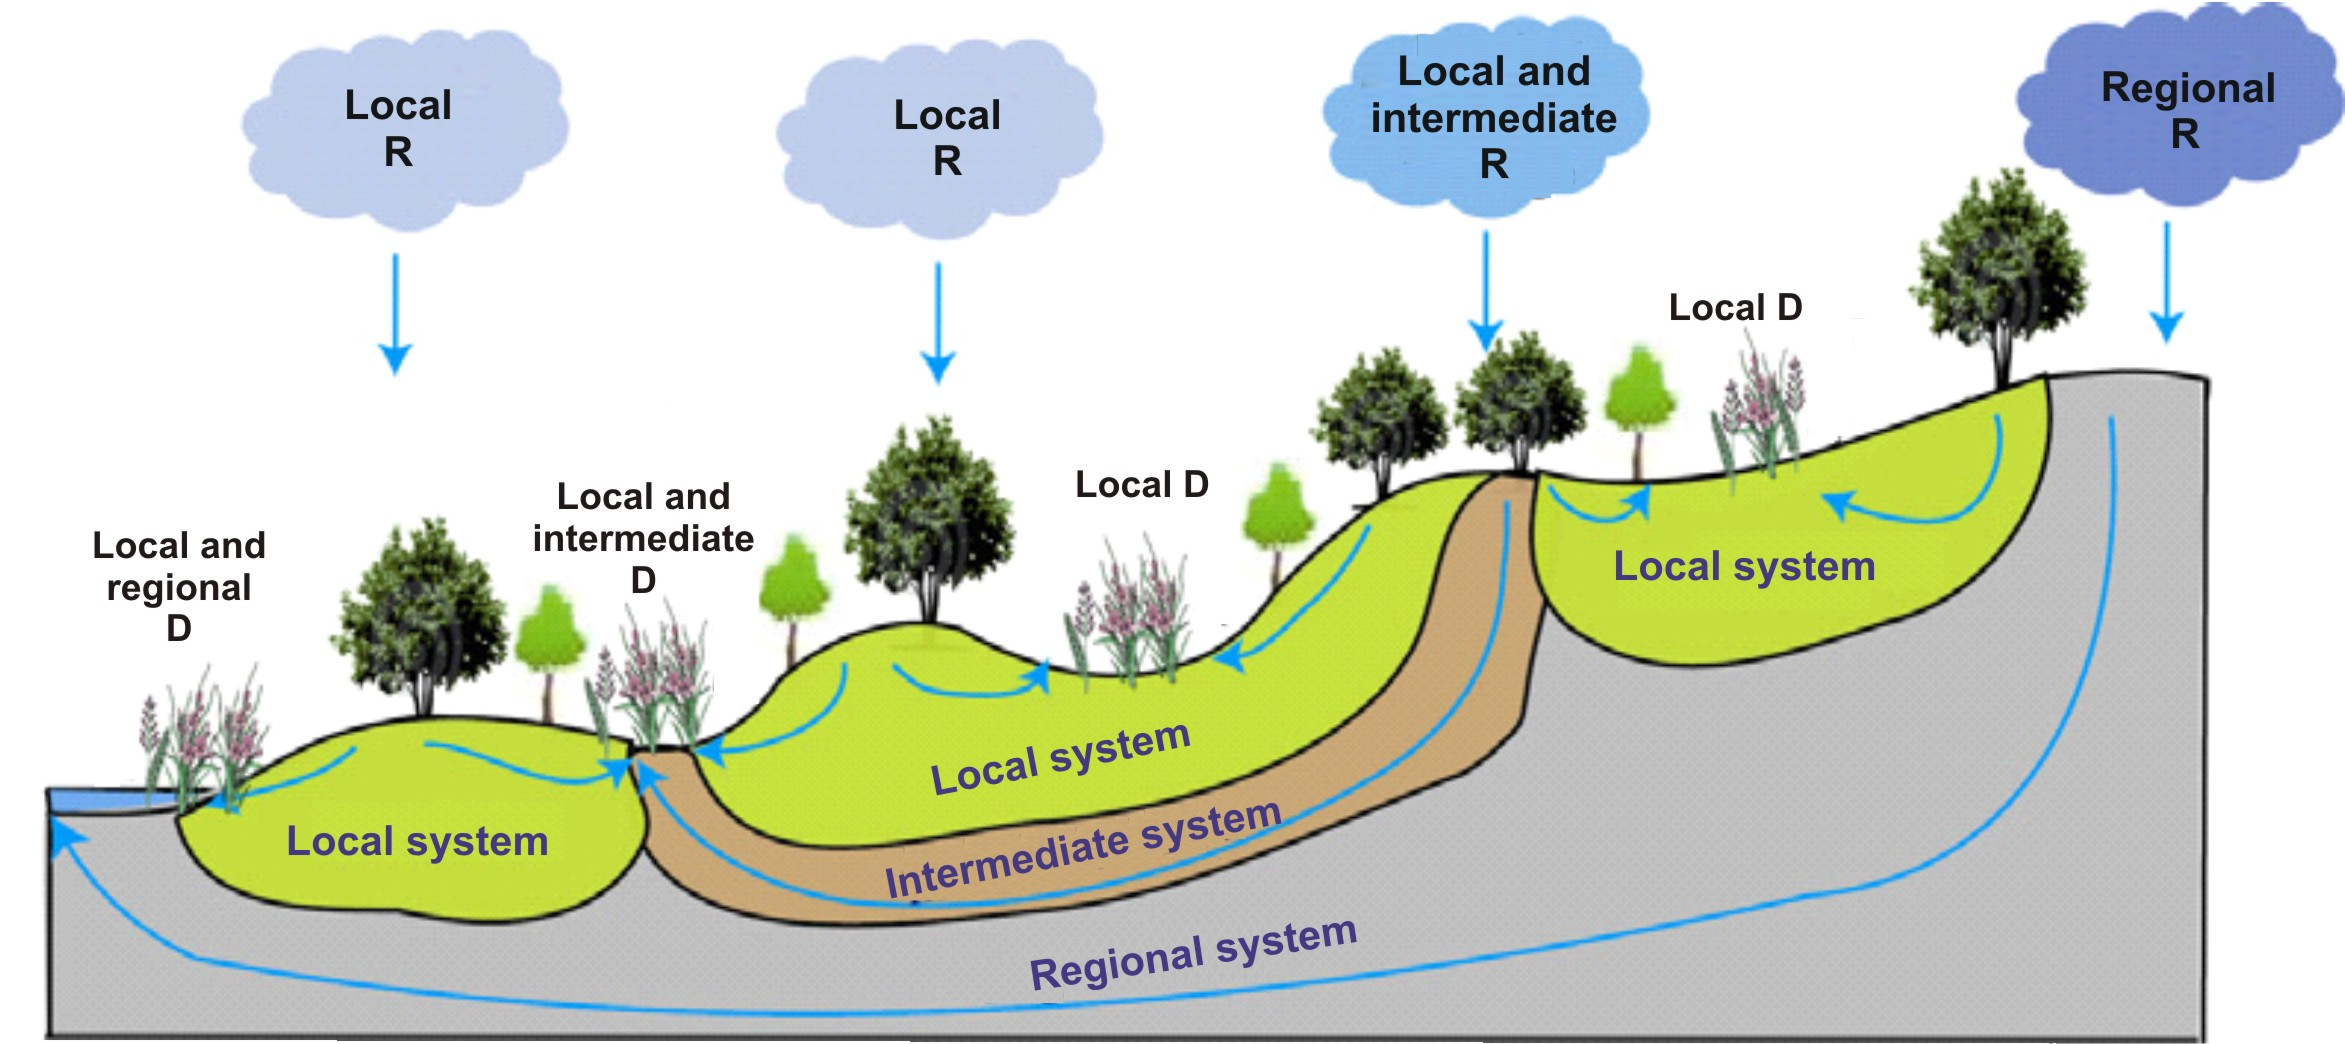 Local
R
Local
R
Local and
intermediate
R
Regional
R
Local D
Local and
regional
D
Local and
intermediate
D
Local D
Local system
Local system
Local system
Intermediate system
Regional system